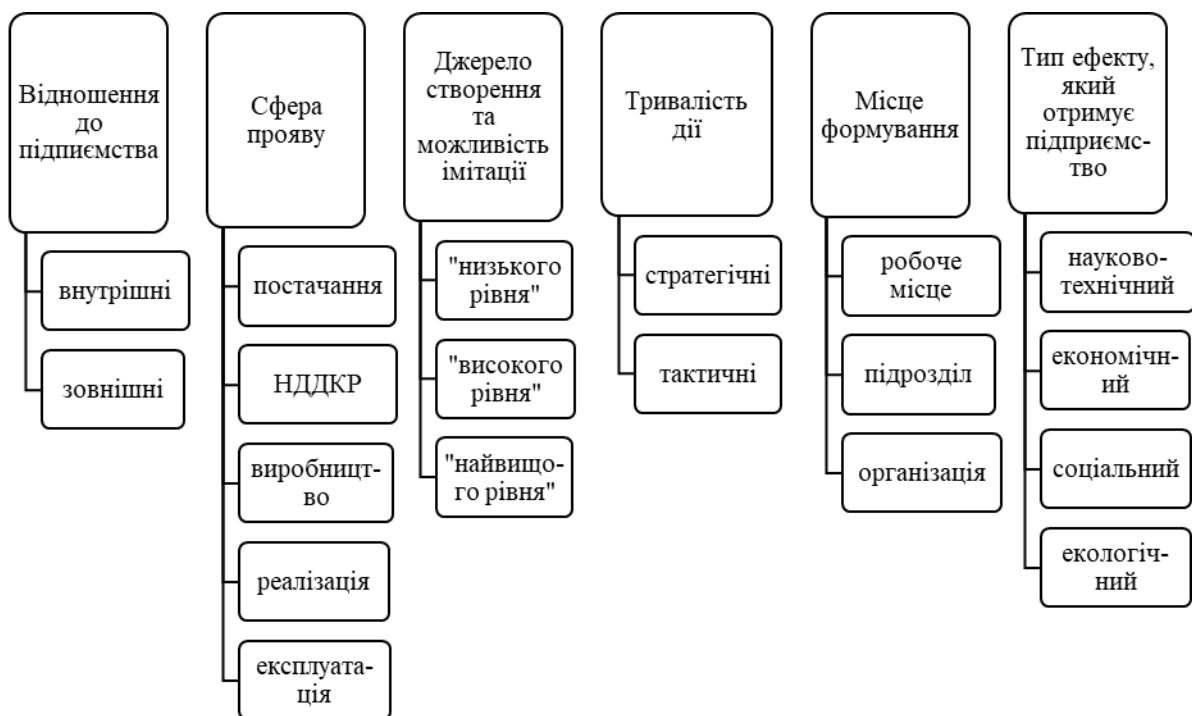 Відношення
до
підпиємства
внутрішні
зовнішні
Сфера
прояву
постачання
НДДКР
виробницт-
во
реалізація
експлуата-
ція
Джерело
створення
та
можливість
імітації
"низького
рівня"
"високого
рівня"
"найвищо-
го рівня"
Тривалість
дії
стратегічні
тактичні
Місце
формування
робоче
місце
підрозділ
організація
Тип ефекту,
який
отримує
підприємс-
тво
науково-
технічний
економічн-
ий
соціальний
екологіч-
ний